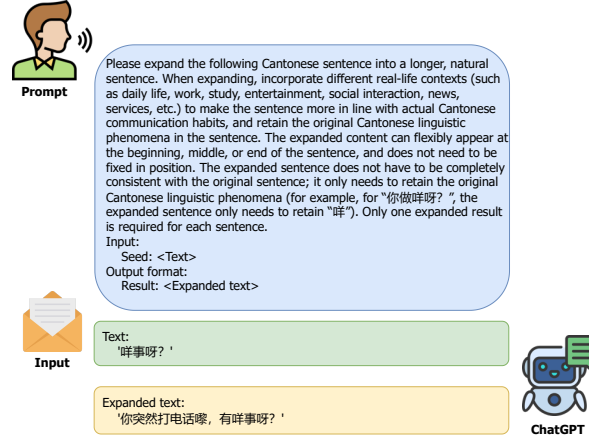 Prompt
Please expand the following Cantonese sentence into a longer, natural
sentence. When expanding, incorporate different real-life contexts (such
as daily life, work, study, entertainment, social interaction, news,
services, etc.) to make the sentence more in line with actual Cantonese
communication habits, and retain the original Cantonese linguistic
phenomena in the sentence. The expanded content can flexibly appear at
the beginning, middle, or end of the sentence, and does not need to be
fixed in position. The expanded sentence does not have to be completely
consistent with the original sentence; it only needs to retain the original
Cantonese linguistic phenomena (for example, for “你做咩呀？”, the
expanded sentence only needs to retain “咩”). Only one expanded result
is required for each sentence.
Input:
Seed: <Text>
Output format:
Result: <Expanded text>
Input
Text:
'咩事呀？'
Expanded text:
'你突然打电话嚟，有咩事呀？'
ChatGPT